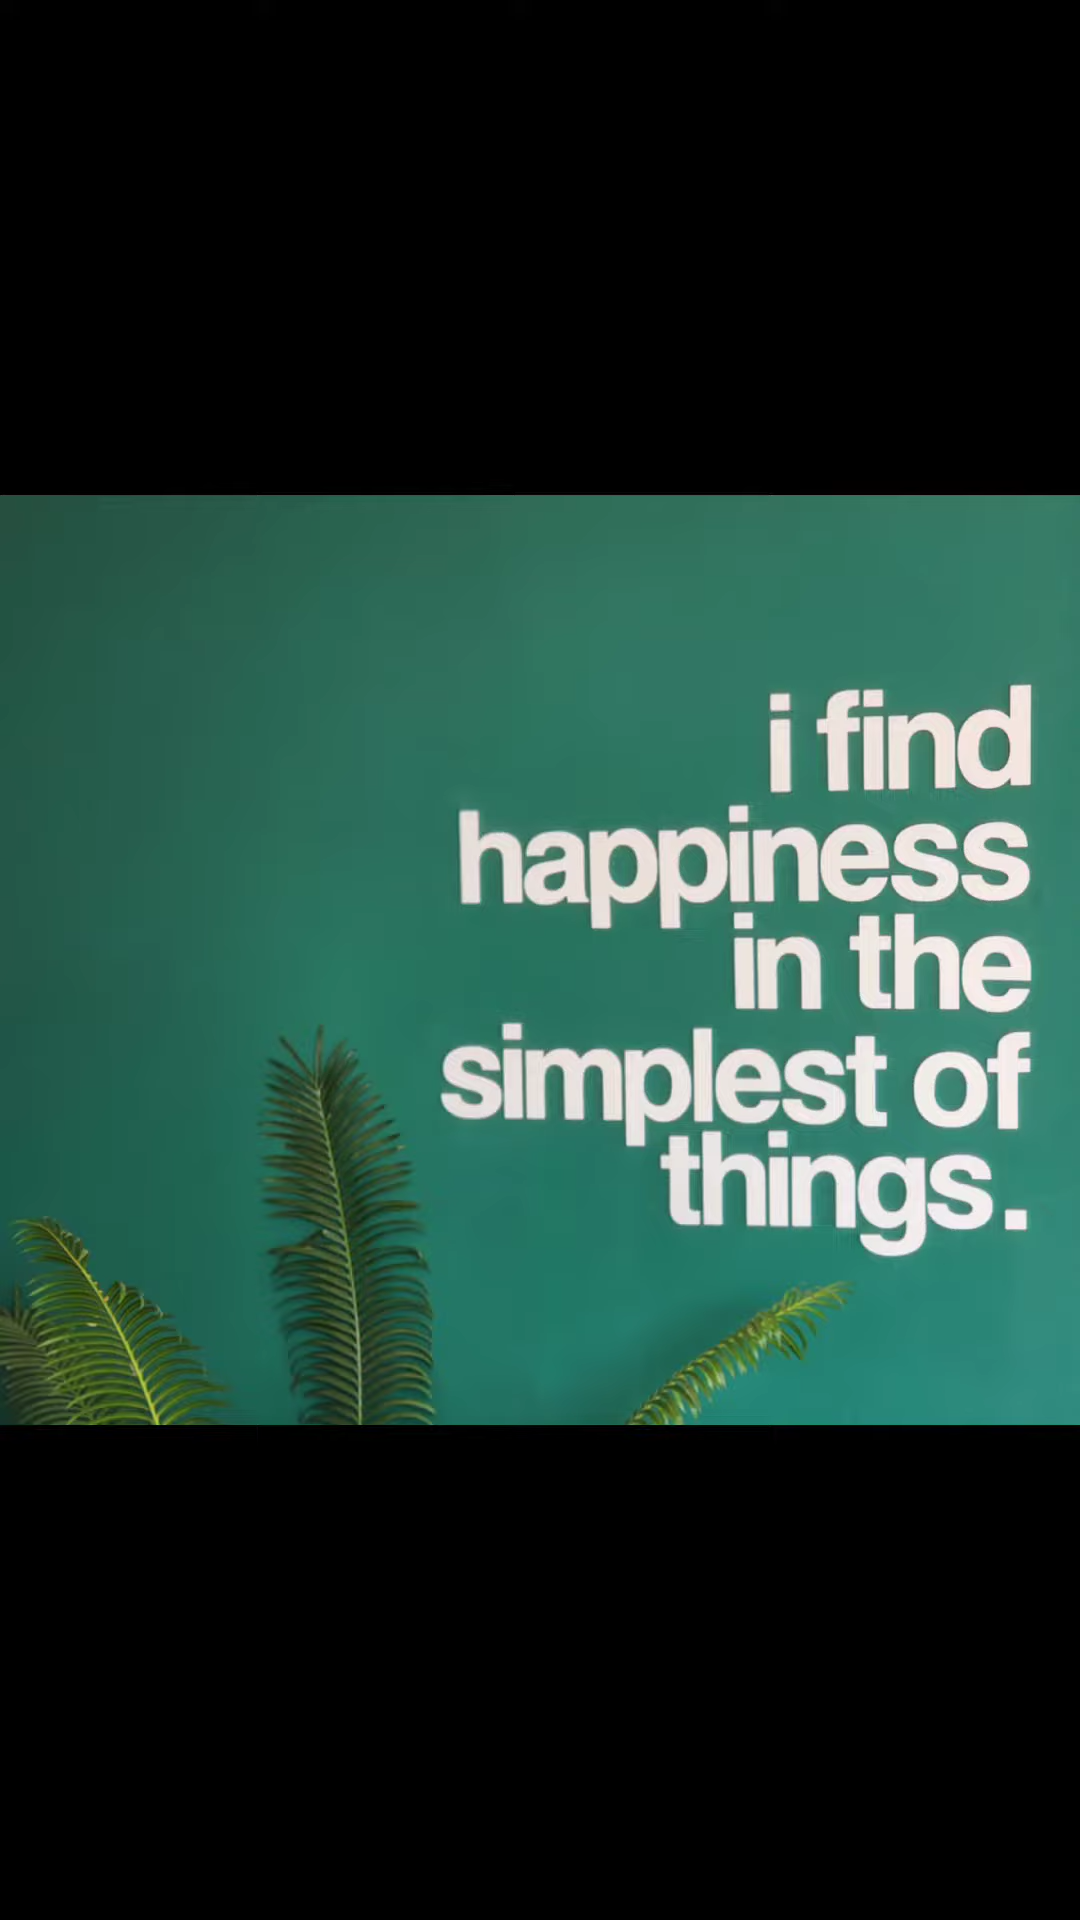 i find
happiness
in the
simplest of
things.